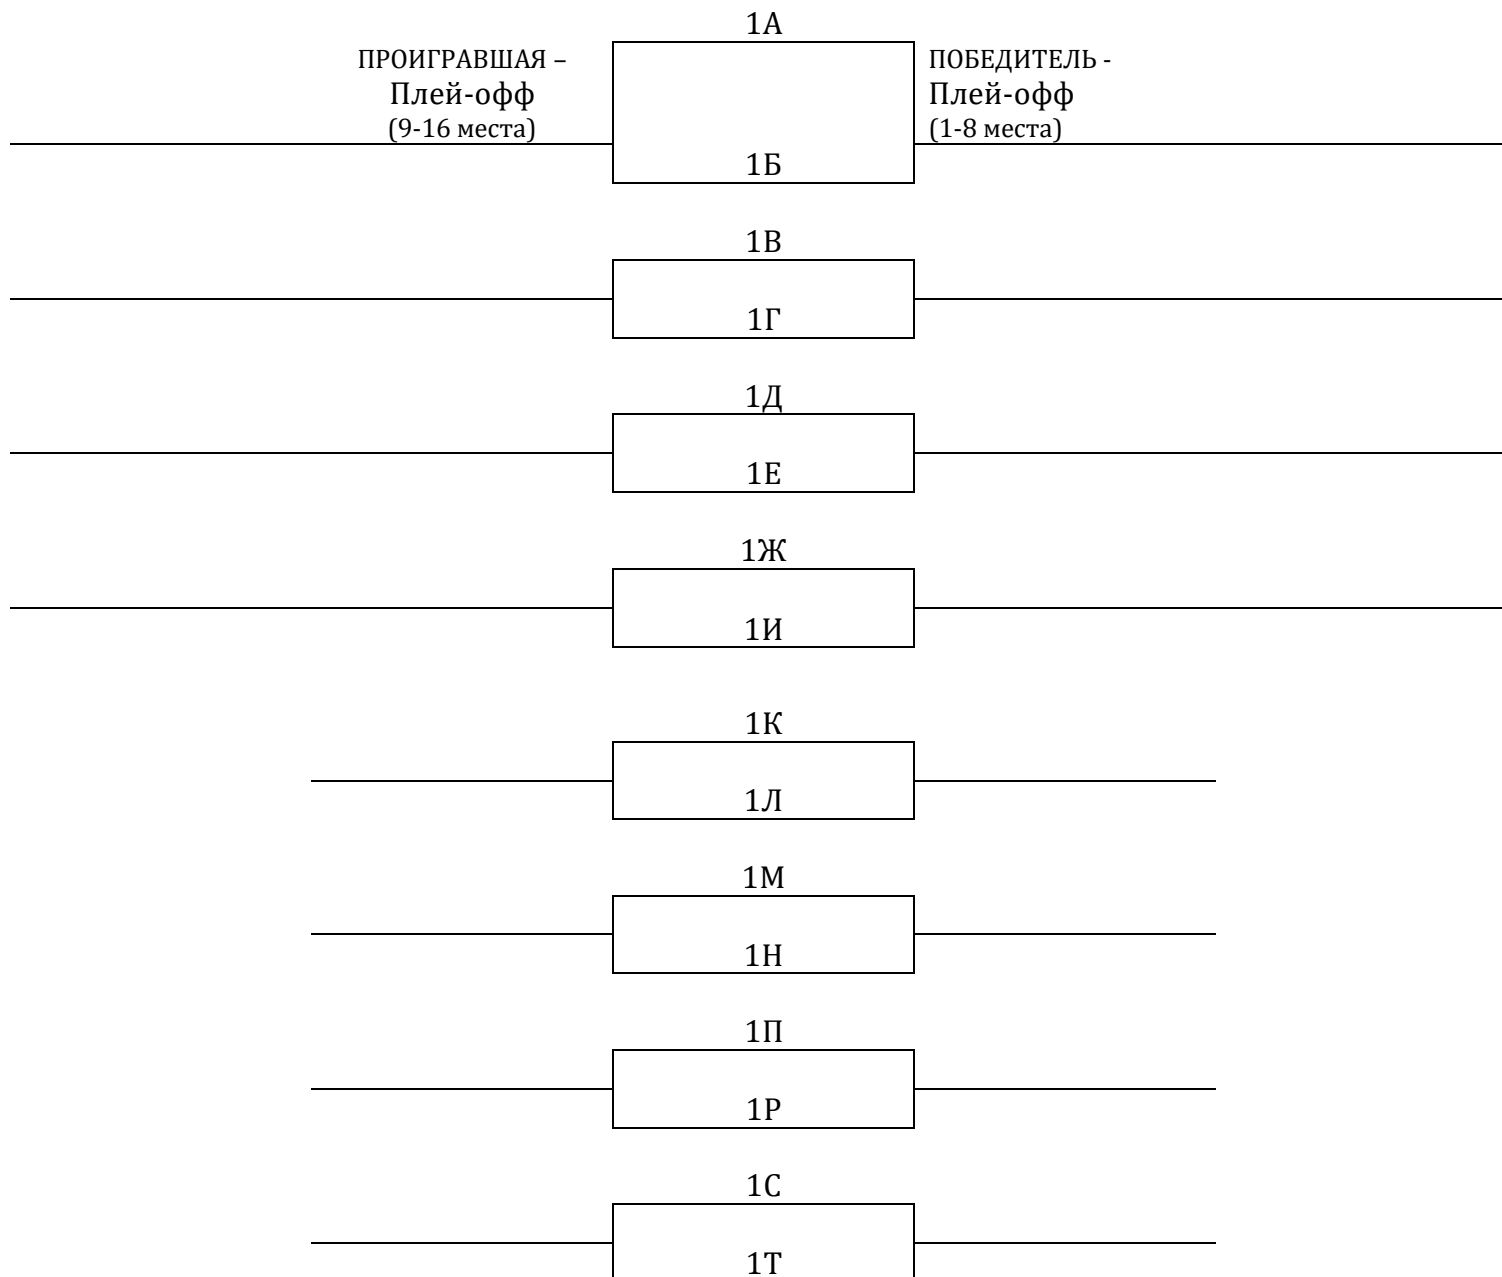 1А
ПРОИГРАВШАЯ –
Плей-офф
(9-16 места)
ПОБЕДИТЕЛЬ -
Плей-офф
(1-8 места)
1Б
1В
1Г
1Д
1Е
1Ж
1И
1К
1Л
1М
1Н
1П
1Р
1С
1Т